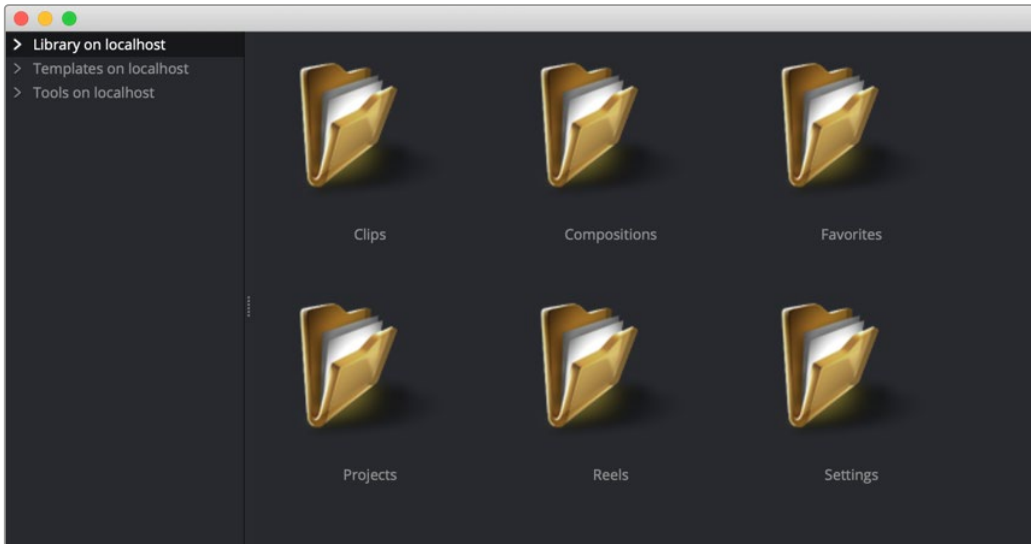 Library on localhost
Templates on localhost
Tools on localhost
Clips
Compositions
Favorites
Projects
Reels
Settings